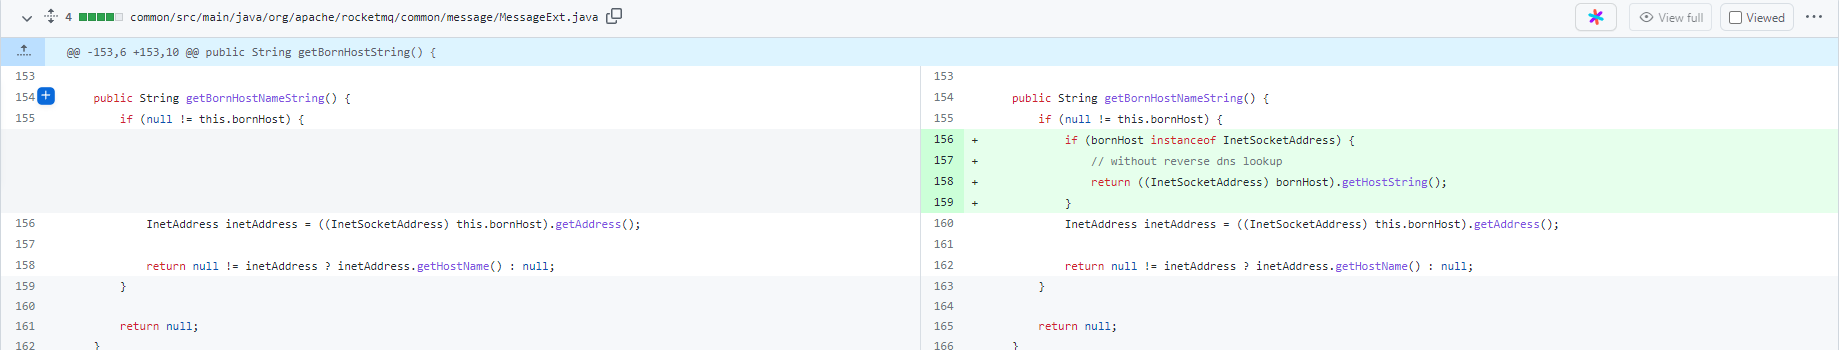 4 common/src/main/java/org/apache/rocketmq/common/message/MessageExt.java View full Viewed
@@ -153,6 +153,10 @@ public String getBornHostString() {
153
154 public String getBornHostNameString() {
155 if (null != this.bornHost) {
156 InetAddress inetAddress = ((InetSocketAddress) this.bornHost).getAddress();
157
158 return null != inetAddress ? inetAddress.getHostName() : null;
159 }
160
161 return null;
162 }
153
154 public String getBornHostNameString() {
155 if (null != this.bornHost) {
156 + if (bornHost instanceof InetSocketAddress) {
157 + // without reverse dns lookup
158 + return ((InetSocketAddress) bornHost).getHostString();
159 + }
160 InetAddress inetAddress = ((InetSocketAddress) this.bornHost).getAddress();
161
162 return null != inetAddress ? inetAddress.getHostName() : null;
163 }
164
165 return null;
166 }